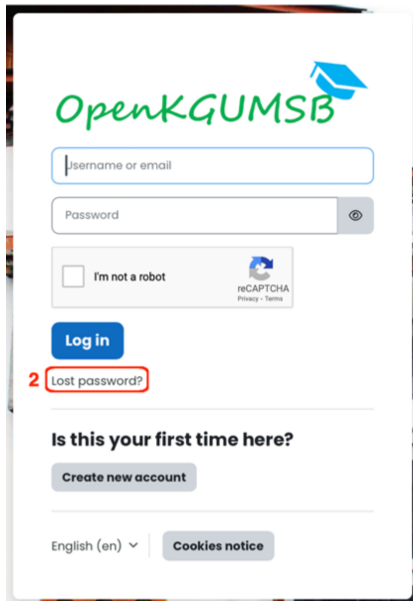 OpenKGUMSB
Username or email
Password
I'm not a robot
reCAPTCHA
Privacy - Terms
Log in
2 Lost password?
Is this your first time here?
Create new account
English (en)
Cookies notice